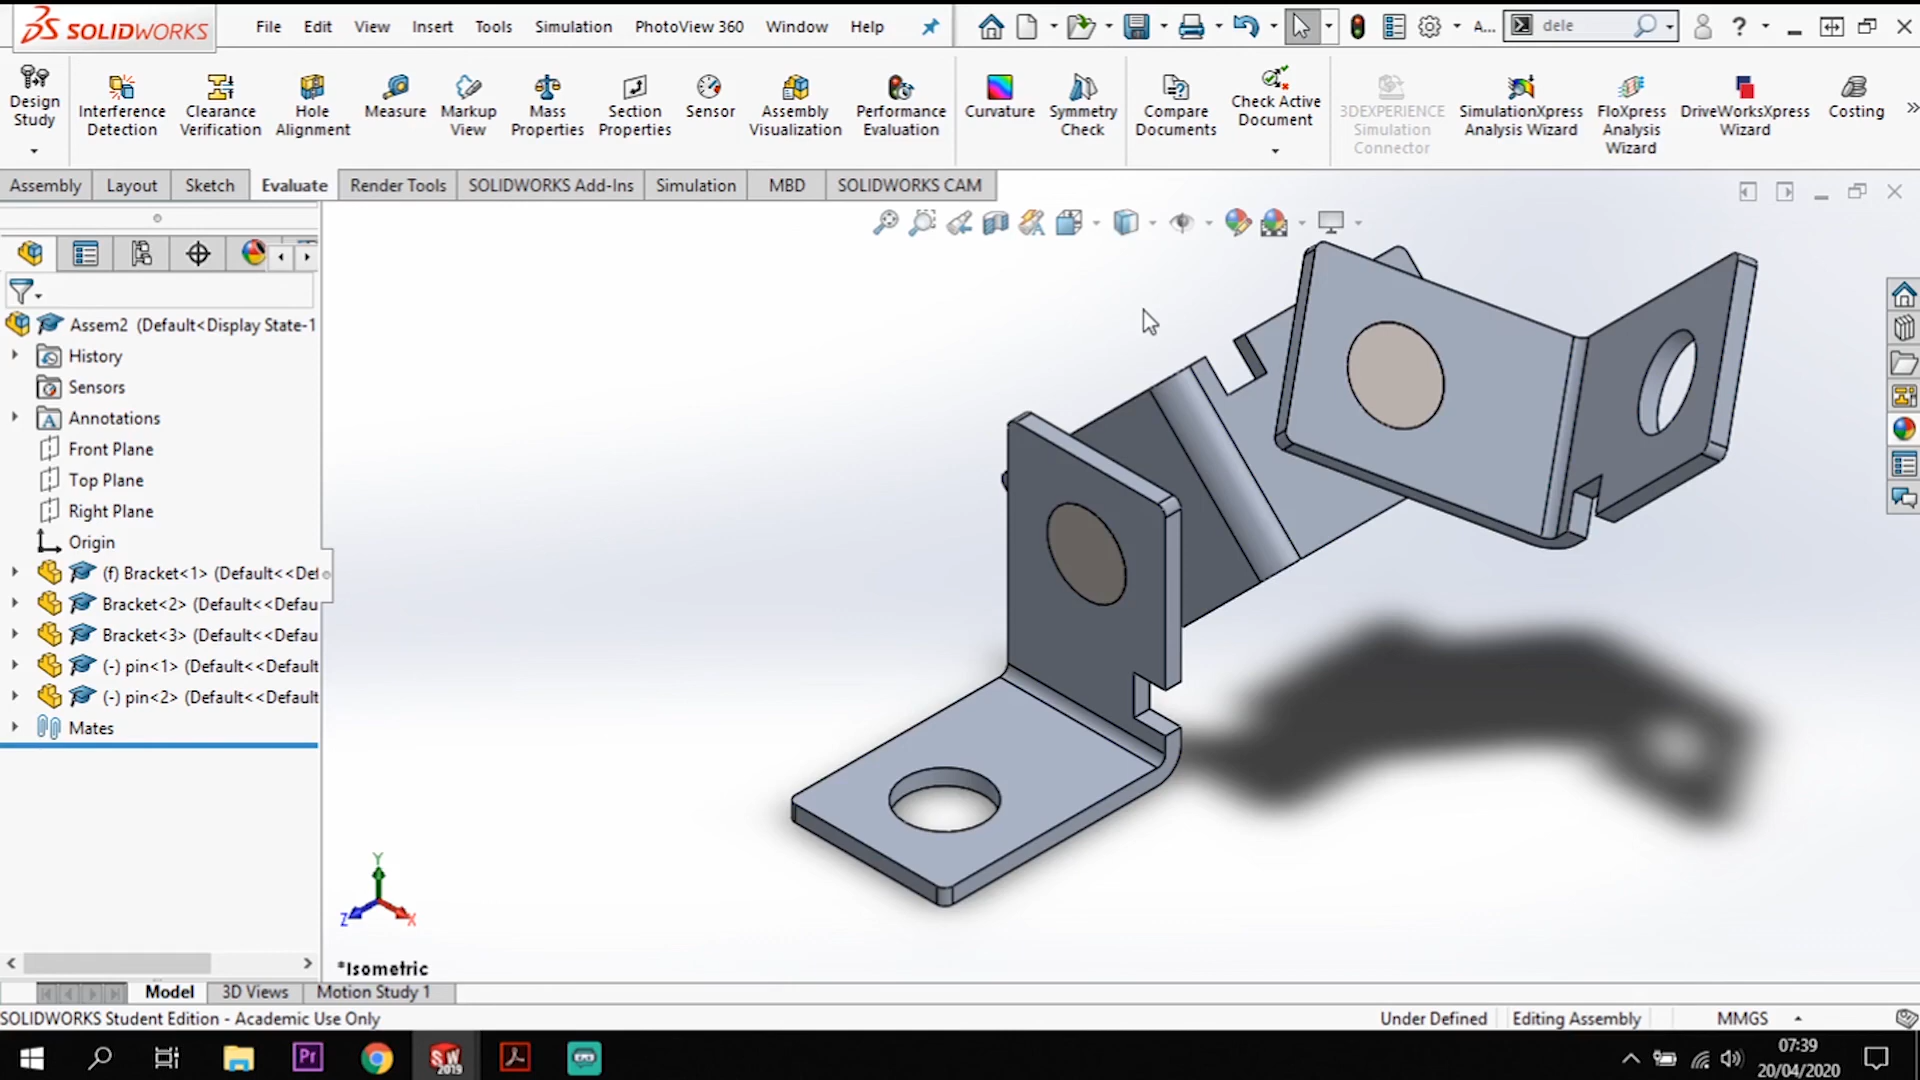 SOLIDWORKS File Edit View Insert Tools Simulation PhotoView 360 Window Help A... dele ?
Design Study
Interference Detection
Clearance Verification
Hole Alignment
Measure
Markup View
Mass Properties
Section Properties
Sensor
Assembly Visualization
Performance Evaluation
Curvature
Symmetry Check
Compare Documents
Check Active Document
3DEXPERIENCE Simulation Connector
SimulationXpress Analysis Wizard
FloXpress Analysis Wizard
DriveWorksXpress Wizard
Costing
Assembly Layout Sketch Evaluate Render Tools SOLIDWORKS Add-Ins Simulation MBD SOLIDWORKS CAM
Assem2 (Default<Display State-1
History
Sensors
Annotations
Front Plane
Top Plane
Right Plane
Origin
(f) Bracket<1> (Default<<Def
Bracket<2> (Default<<Defau
Bracket<3> (Default<<Defau
(-) pin<1> (Default<<Default
(-) pin<2> (Default<<Default
Mates
Y
Z
X
*Isometric
Model 3D Views Motion Study 1
SOLIDWORKS Student Edition - Academic Use Only Under Defined Editing Assembly MMGS
Pr
SW 2019
07:39
20/04/2020